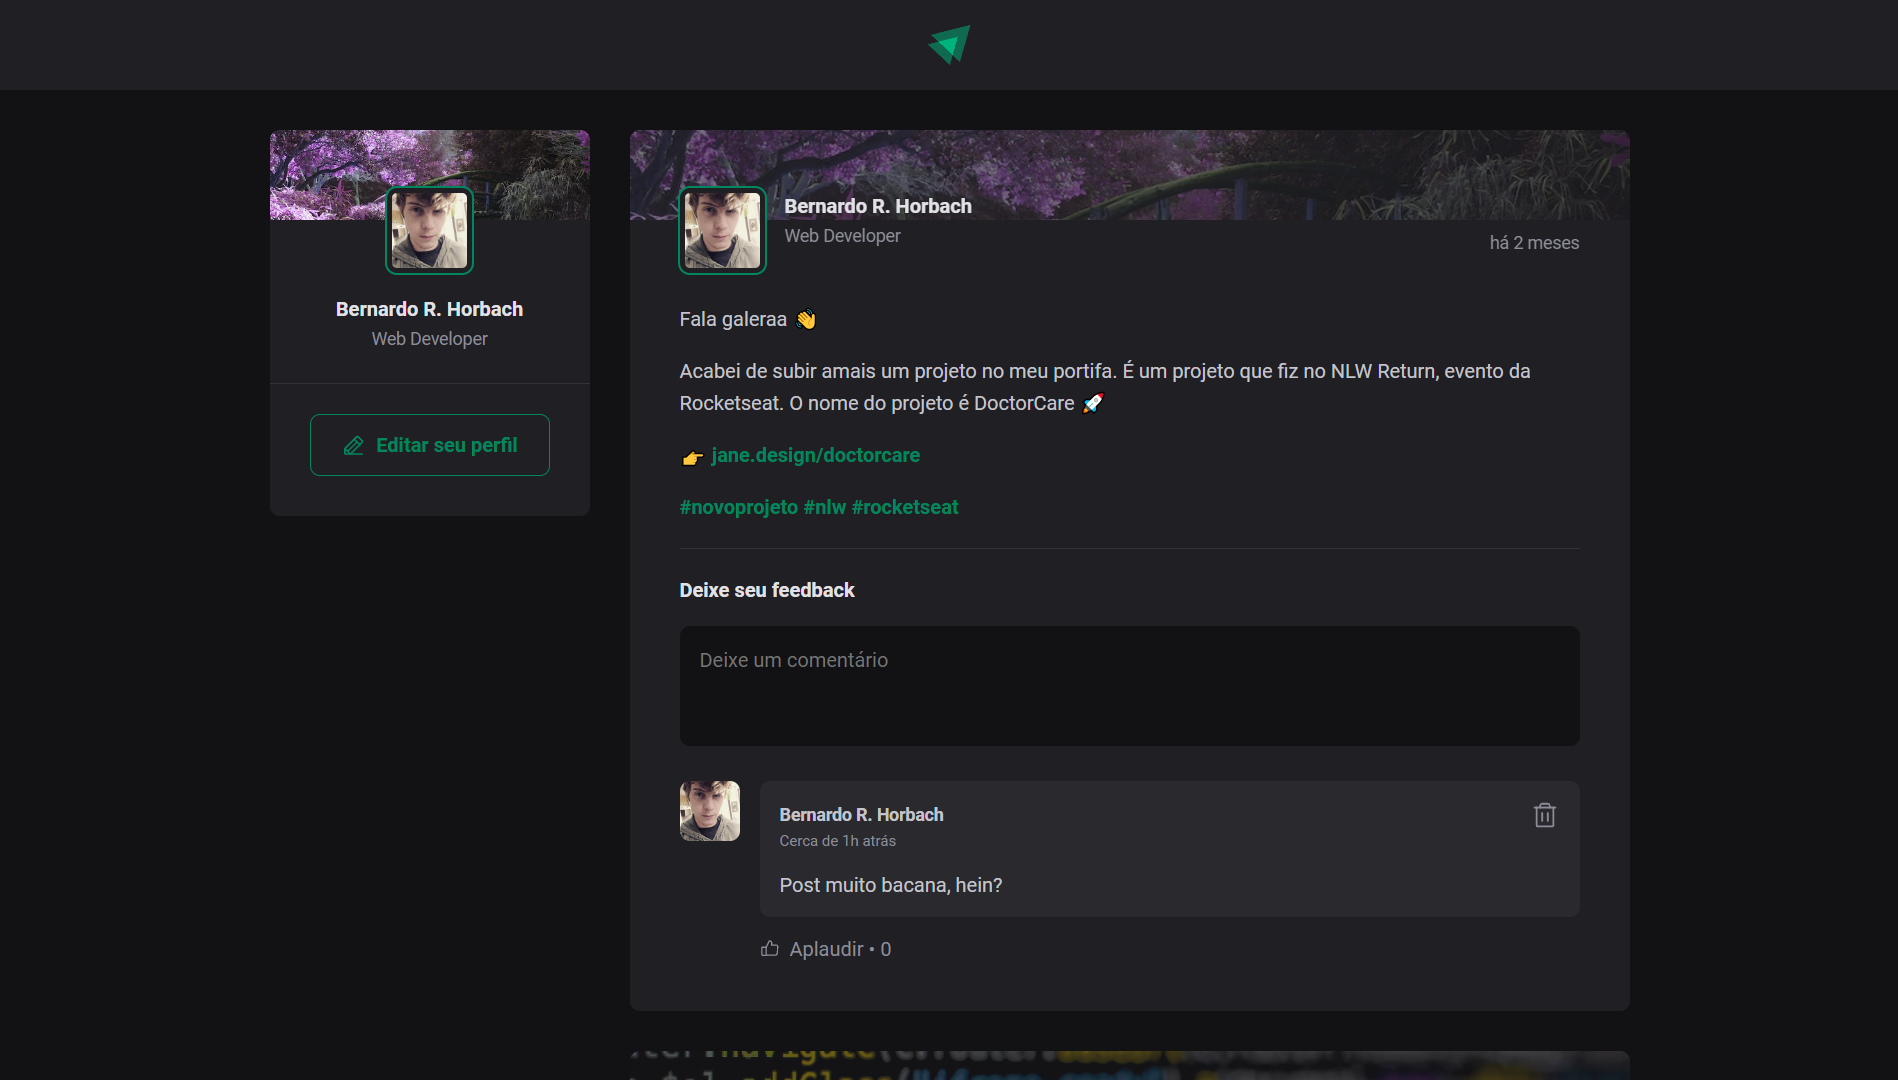 Bernardo R. Horbach
Web Developer
Editar seu perfil
Bernardo R. Horbach
Web Developer
há 2 meses
Fala galeraa 👋
Acabei de subir amais um projeto no meu portifa. É um projeto que fiz no NLW Return, evento da
Rocketseat. O nome do projeto é DoctorCare 🚀
👉 jane.design/doctorcare
#novoprojeto #nlw #rocketseat
Deixe seu feedback
Deixe um comentário
Bernardo R. Horbach
Cerca de 1h atrás
Post muito bacana, hein?
Aplaudir • 0